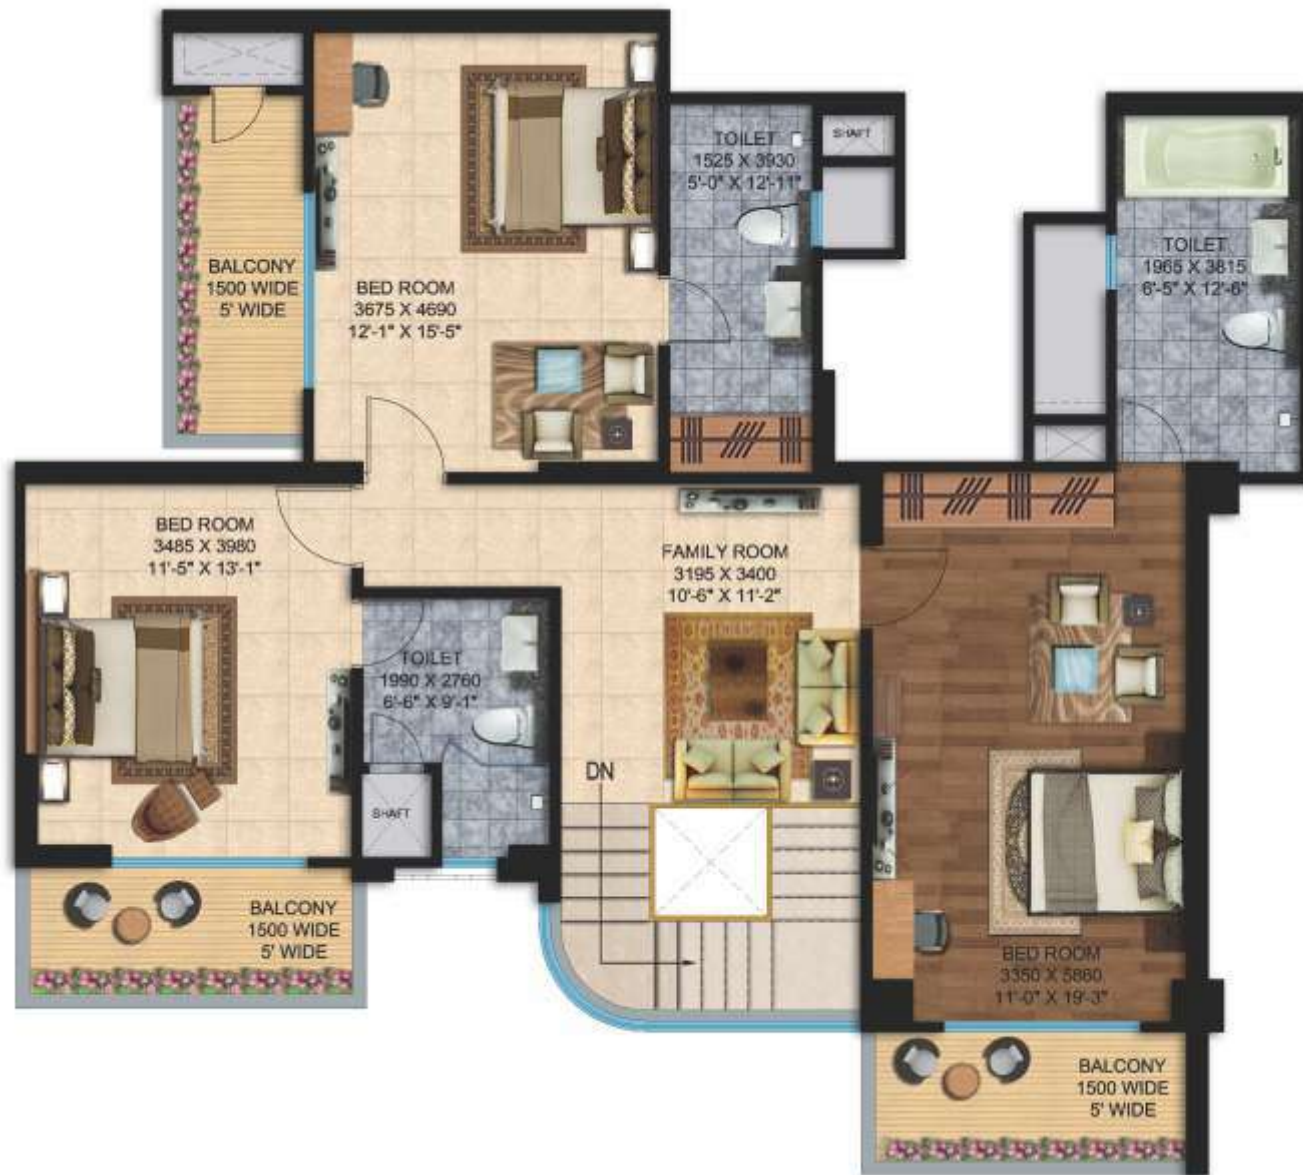 TOILET
1525 X 3930
5'-0" X 12'-11"
SHAFT
TOILET
1965 X 3815
6'-5" X 12'-6"
BALCONY
1500 WIDE
5' WIDE
BED ROOM
3675 X 4690
12'-1" X 15'-5"
BED ROOM
3485 X 3980
11'-5" X 13'-1"
FAMILY ROOM
3195 X 3400
10'-6" X 11'-2"
TOILET
1990 X 2760
6'-6" X 9'-1"
DN
SHAFT
BALCONY
1500 WIDE
5' WIDE
BED ROOM
3350 X 5860
11'-0" X 19'-3"
BALCONY
1500 WIDE
5' WIDE